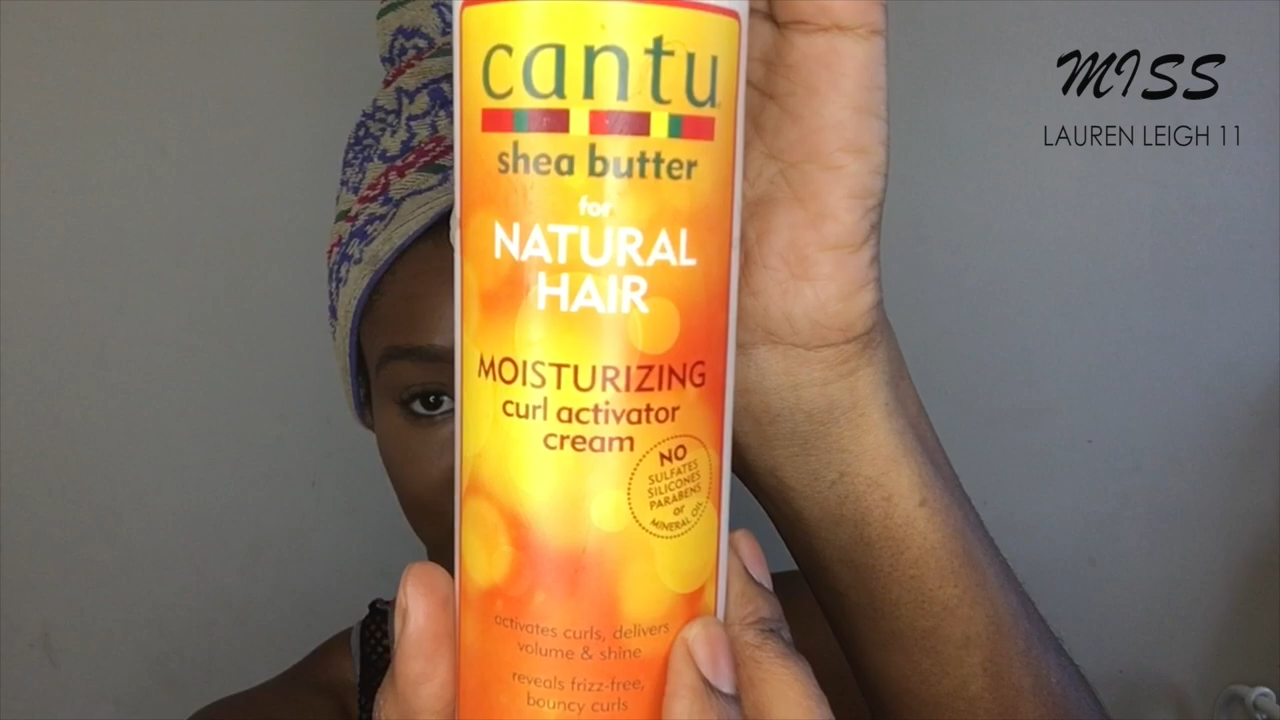 MISS
LAUREN LEIGH 11
cantu
shea butter
for
NATURAL
HAIR
MOISTURIZING
curl activator
cream
NO
SULFATES
SILICONES
PARABENS
or
MINERAL OIL
activates curls, delivers
volume & shine
reveals frizz-free,
bouncy curls